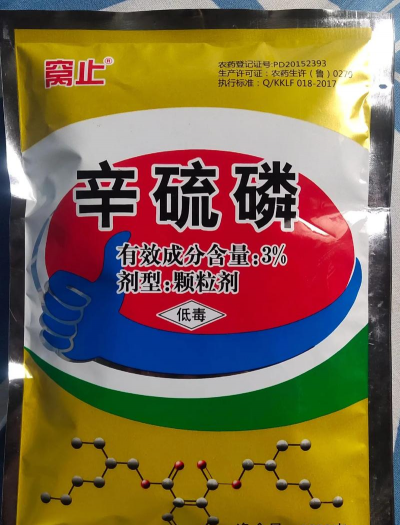 窝止®
农药登记证号:PD20152393
生产许可证：农药生许（鲁）0270
执行标准：Q/KKLF 018-2017
辛硫磷
有效成分含量:3%
剂型:颗粒剂
低毒